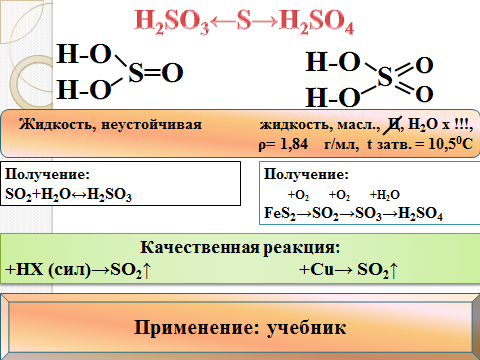 H₂SO₃←S→H₂SO₄
H-O
H-O
S=O
H-O
H-O
S
O
O
Жидкость, неустойчивая
жидкость, масл., Ц, H₂O х !!!,
ρ= 1,84 г/мл, t затв. = 10,5⁰С
Получение:
SO₂+H₂O↔H₂SO₃
Получение:
+O₂ +O₂ +H₂O
FeS₂→SO₂→SO₃→H₂SO₄
Качественная реакция:
+HX (сил)→SO₂↑ +Cu→ SO₂↑
Применение: учебник